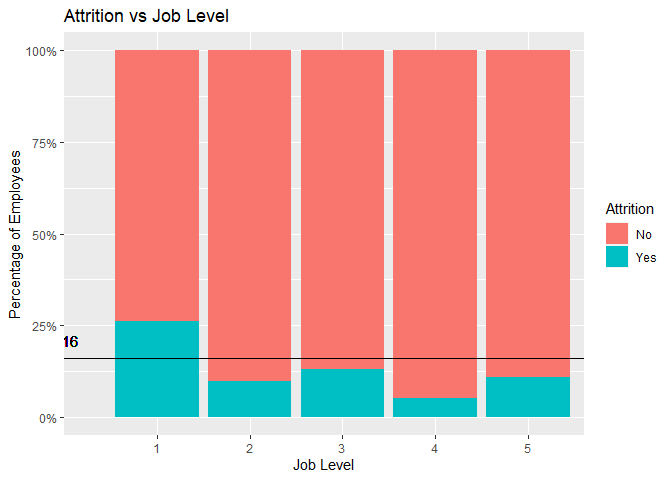 Attrition vs Job Level
Percentage of Employees
100%
75%
50%
25%
0%
16
1 2 3 4 5
Job Level
Attrition
No
Yes